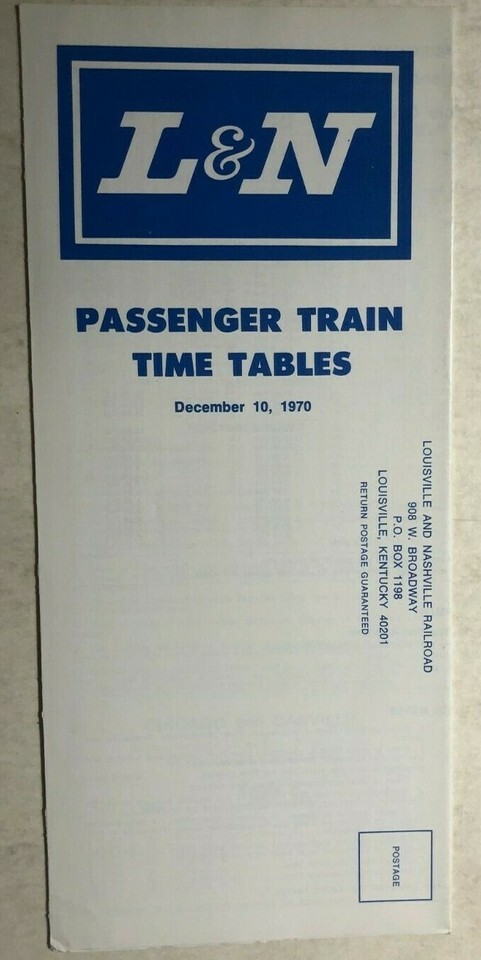 L&N
PASSENGER TRAIN
TIME TABLES
December 10, 1970
LOUISVILLE AND NASHVILLE RAILROAD
908 W. BROADWAY
P.O. BOX 1198
LOUISVILLE, KENTUCKY 40201
RETURN POSTAGE GUARANTEED
POSTAGE